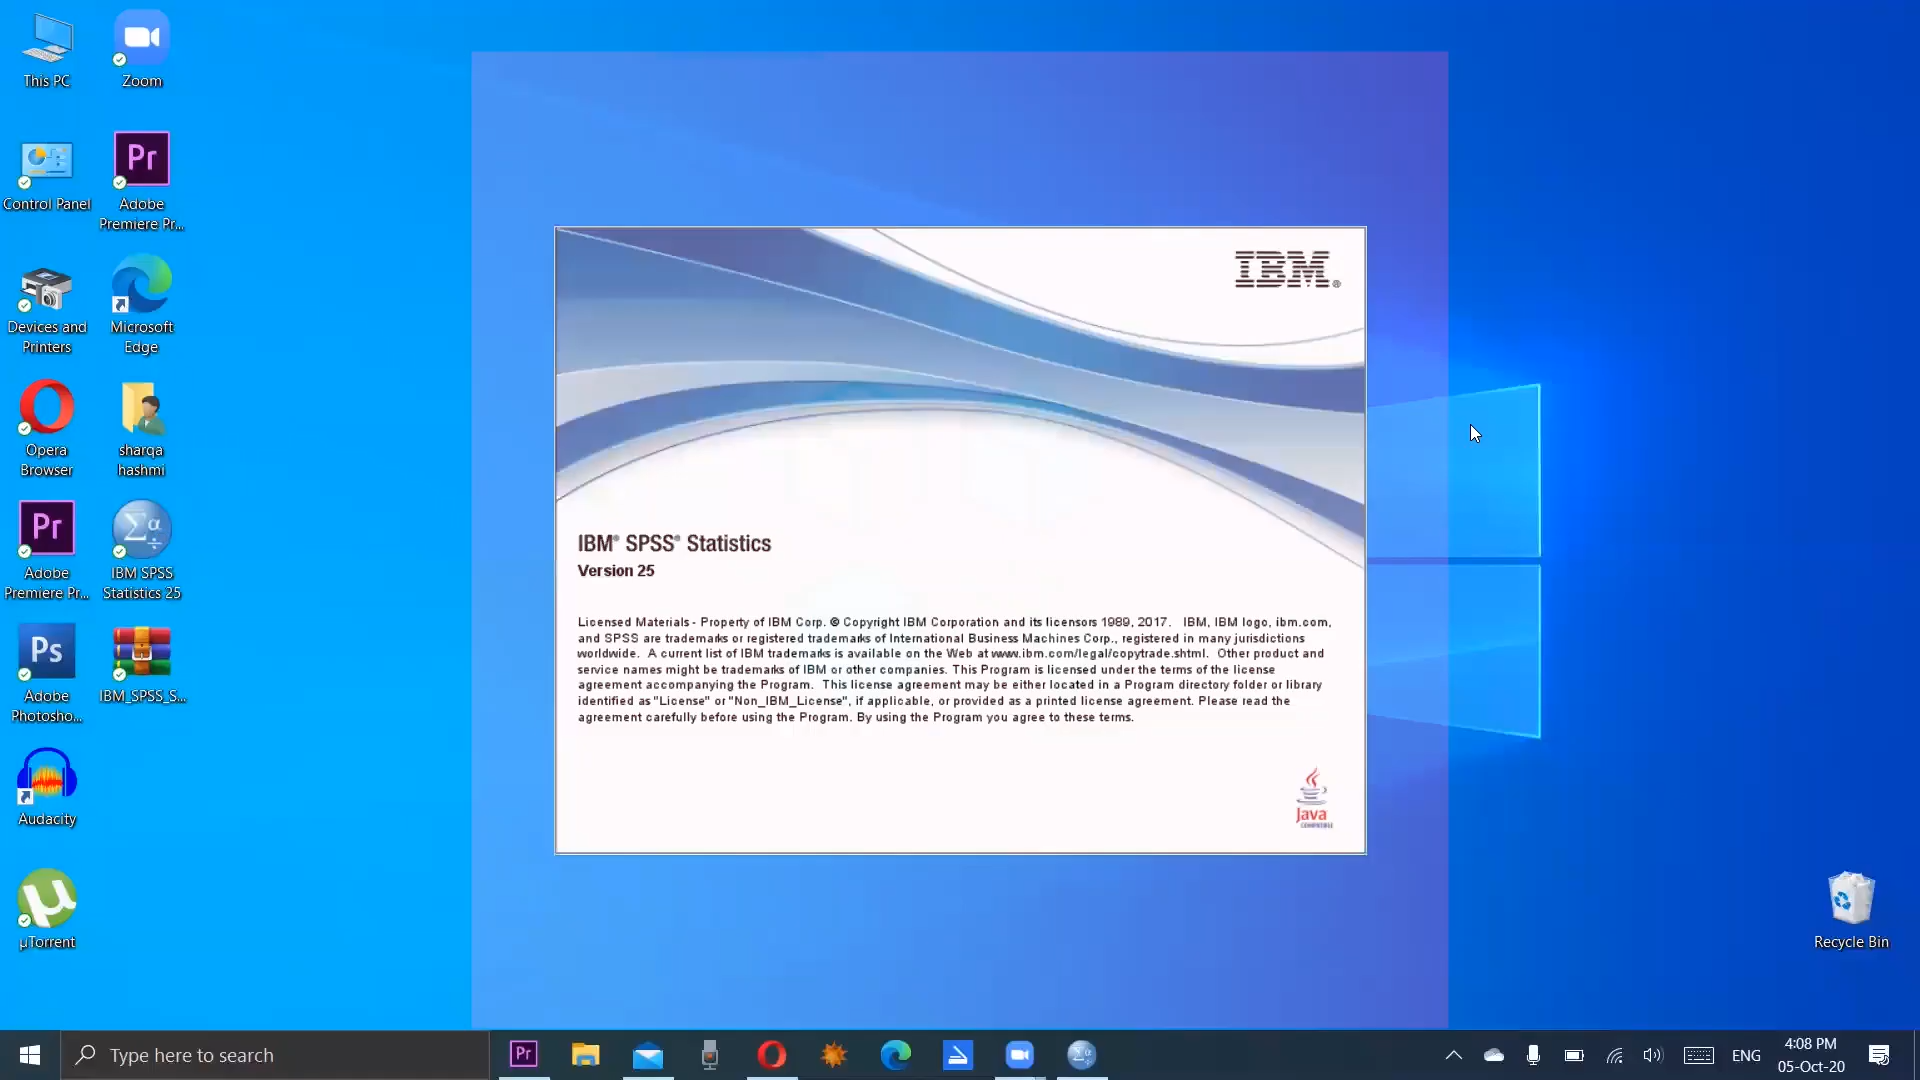 This PC
Zoom
Control Panel
Pr
Adobe
Premiere Pr...
Devices and
Printers
Microsoft
Edge
Opera
Browser
sharqa
hashmi
Pr
Adobe
Premiere Pr...
Σα
÷
IBM SPSS
Statistics 25
Ps
Adobe
Photosho...
IBM_SPSS_S...
Audacity
µ
µTorrent
IBM®
IBM® SPSS® Statistics
Version 25
Licensed Materials - Property of IBM Corp. © Copyright IBM Corporation and its licensors 1989, 2017. IBM, IBM logo, ibm.com,
and SPSS are trademarks or registered trademarks of International Business Machines Corp., registered in many jurisdictions
worldwide. A current list of IBM trademarks is available on the Web at www.ibm.com/legal/copytrade.shtml. Other product and
service names might be trademarks of IBM or other companies. This Program is licensed under the terms of the license
agreement accompanying the Program. This license agreement may be either located in a Program directory folder or library
identified as "License" or "Non_IBM_License", if applicable, or provided as a printed license agreement. Please read the
agreement carefully before using the Program. By using the Program you agree to these terms.
Java
COMPATIBLE
Recycle Bin
Type here to search
Pr
Σα
ENG
4:08 PM
05-Oct-20